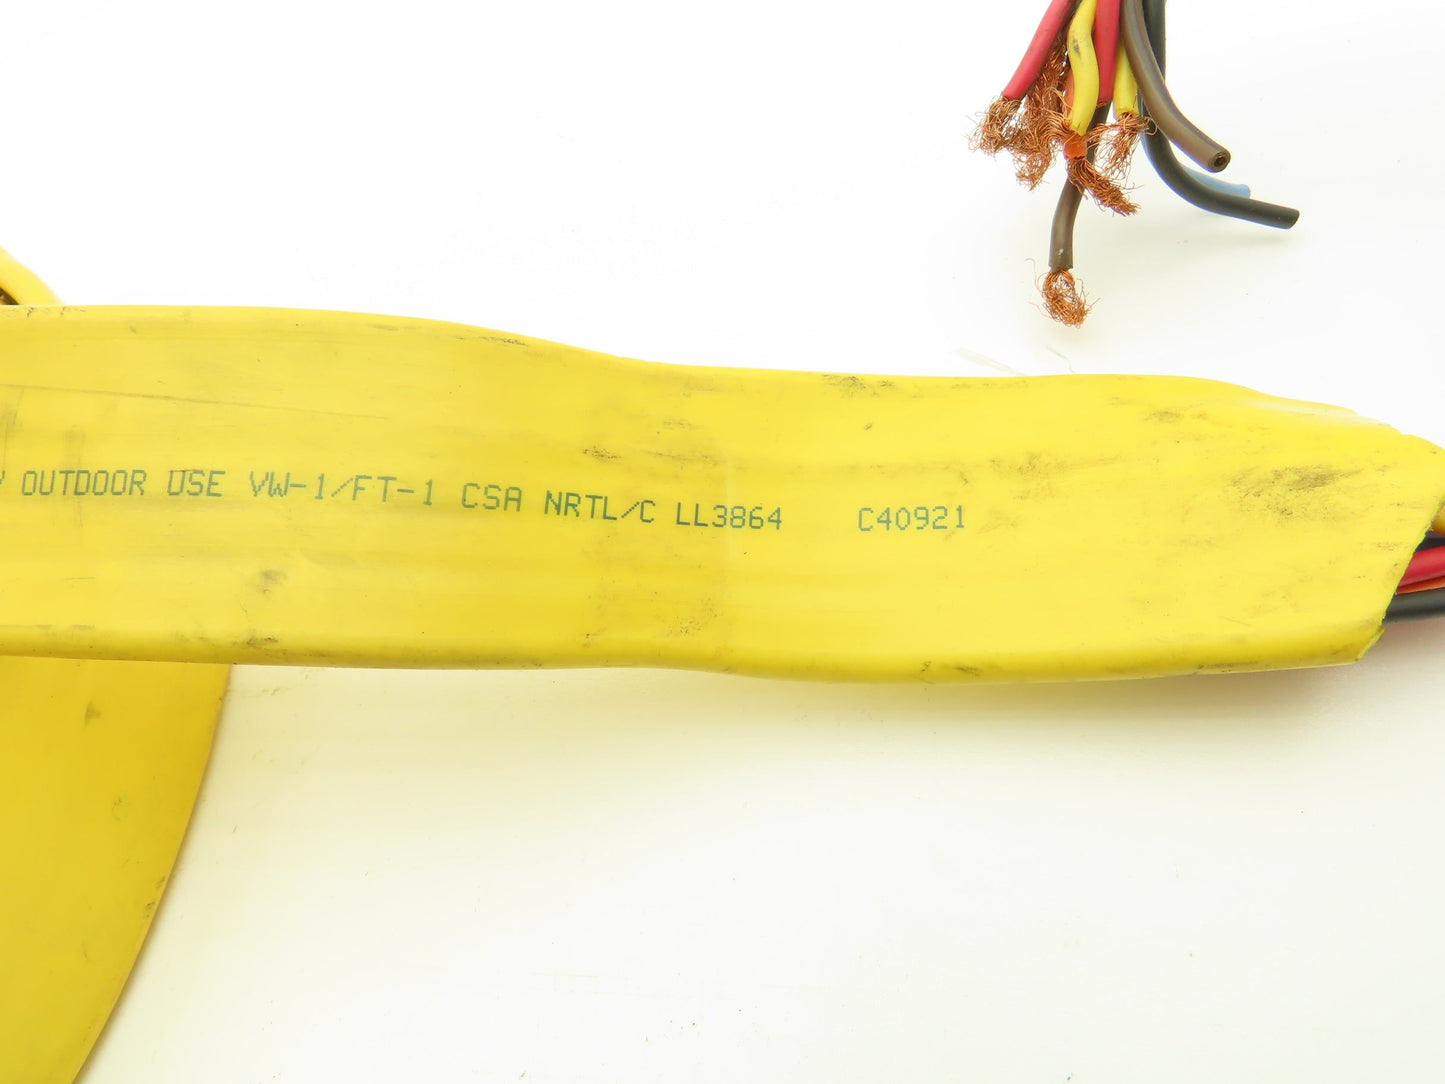 OUTDOOR USE VW-1/FT-1 CSA NRTL/C LL3864 C40921